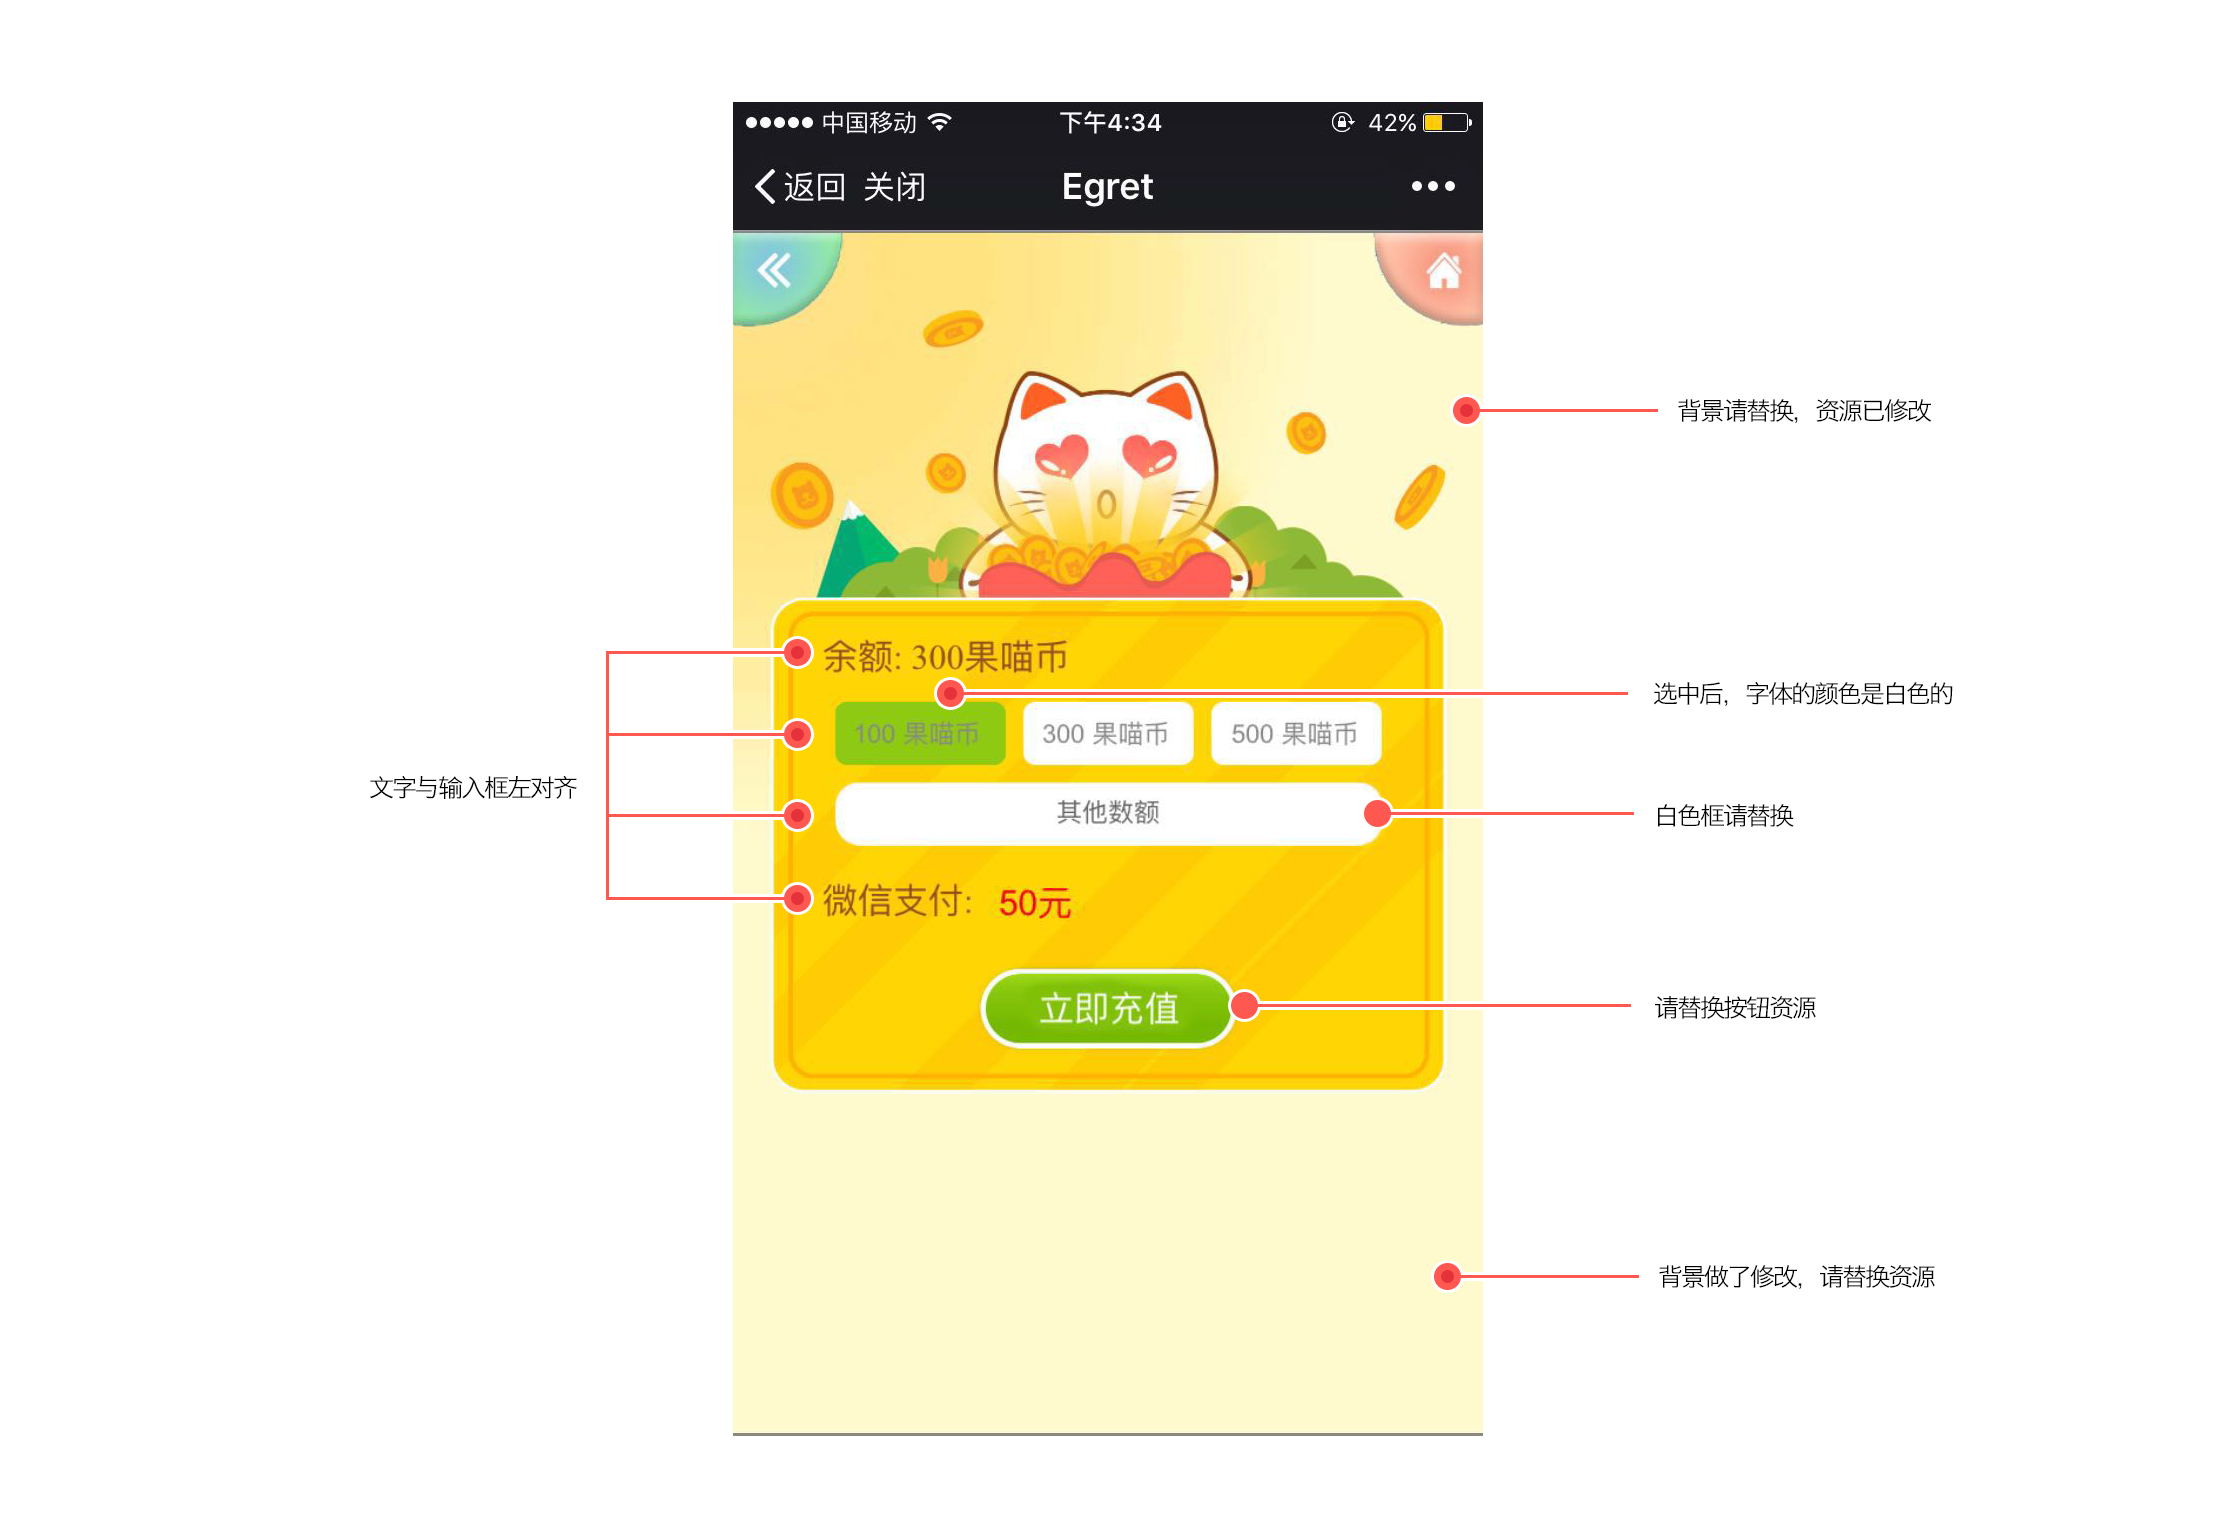 中国移动
下午4:34
42%
返回 关闭
Egret
背景请替换，资源已修改
余额: 300果喵币
选中后，字体的颜色是白色的
100 果喵币
300 果喵币
500 果喵币
文字与输入框左对齐
其他数额
白色框请替换
微信支付: 50元
立即充值
请替换按钮资源
背景做了修改，请替换资源